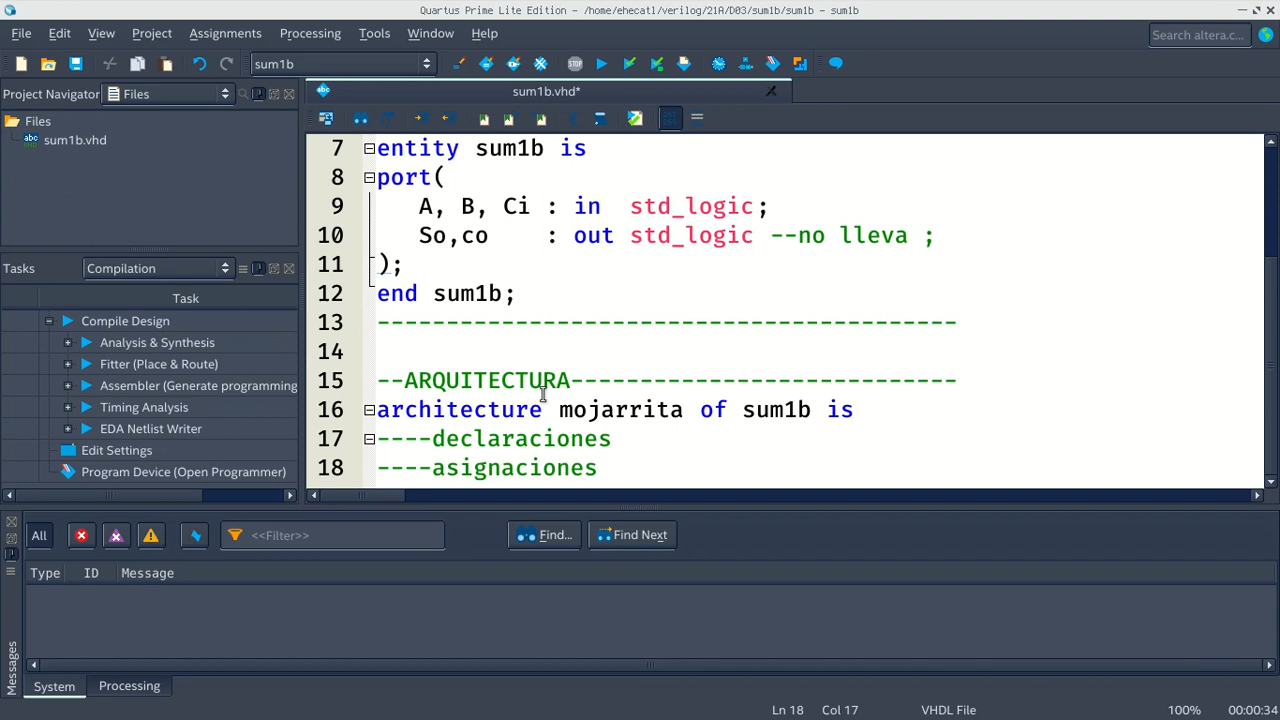 Quartus Prime Lite Edition - /home/ehecatl/verilog/21A/D03/sum1b/sum1b - sum1b
File Edit View Project Assignments Processing Tools Window Help
Search altera.c...
sum1b
Project Navigator Files
sum1b.vhd*
Files
sum1b.vhd
7 entity sum1b is
8 port(
9 A, B, Ci : in std_logic;
10 So,co : out std_logic --no lleva ;
11 );
12 end sum1b;
13 ------------------------------------------
14
15 --ARQUITECTURA----------------------------
16 architecture mojarrita of sum1b is
17 ----declaraciones
18 ----asignaciones
Tasks Compilation
Task
Compile Design
Analysis & Synthesis
Fitter (Place & Route)
Assembler (Generate programming
Timing Analysis
EDA Netlist Writer
Edit Settings
Program Device (Open Programmer)
All <<Filter>> Find... Find Next
Type ID Message
Messages
System Processing
Ln 18 Col 17 VHDL File 100% 00:00:34